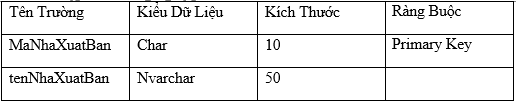 Tên Trường Kiểu Dữ Liệu Kích Thước Ràng Buộc
MaNhaXuatBan Char 10 Primary Key
tenNhaXuatBan Nvarchar 50